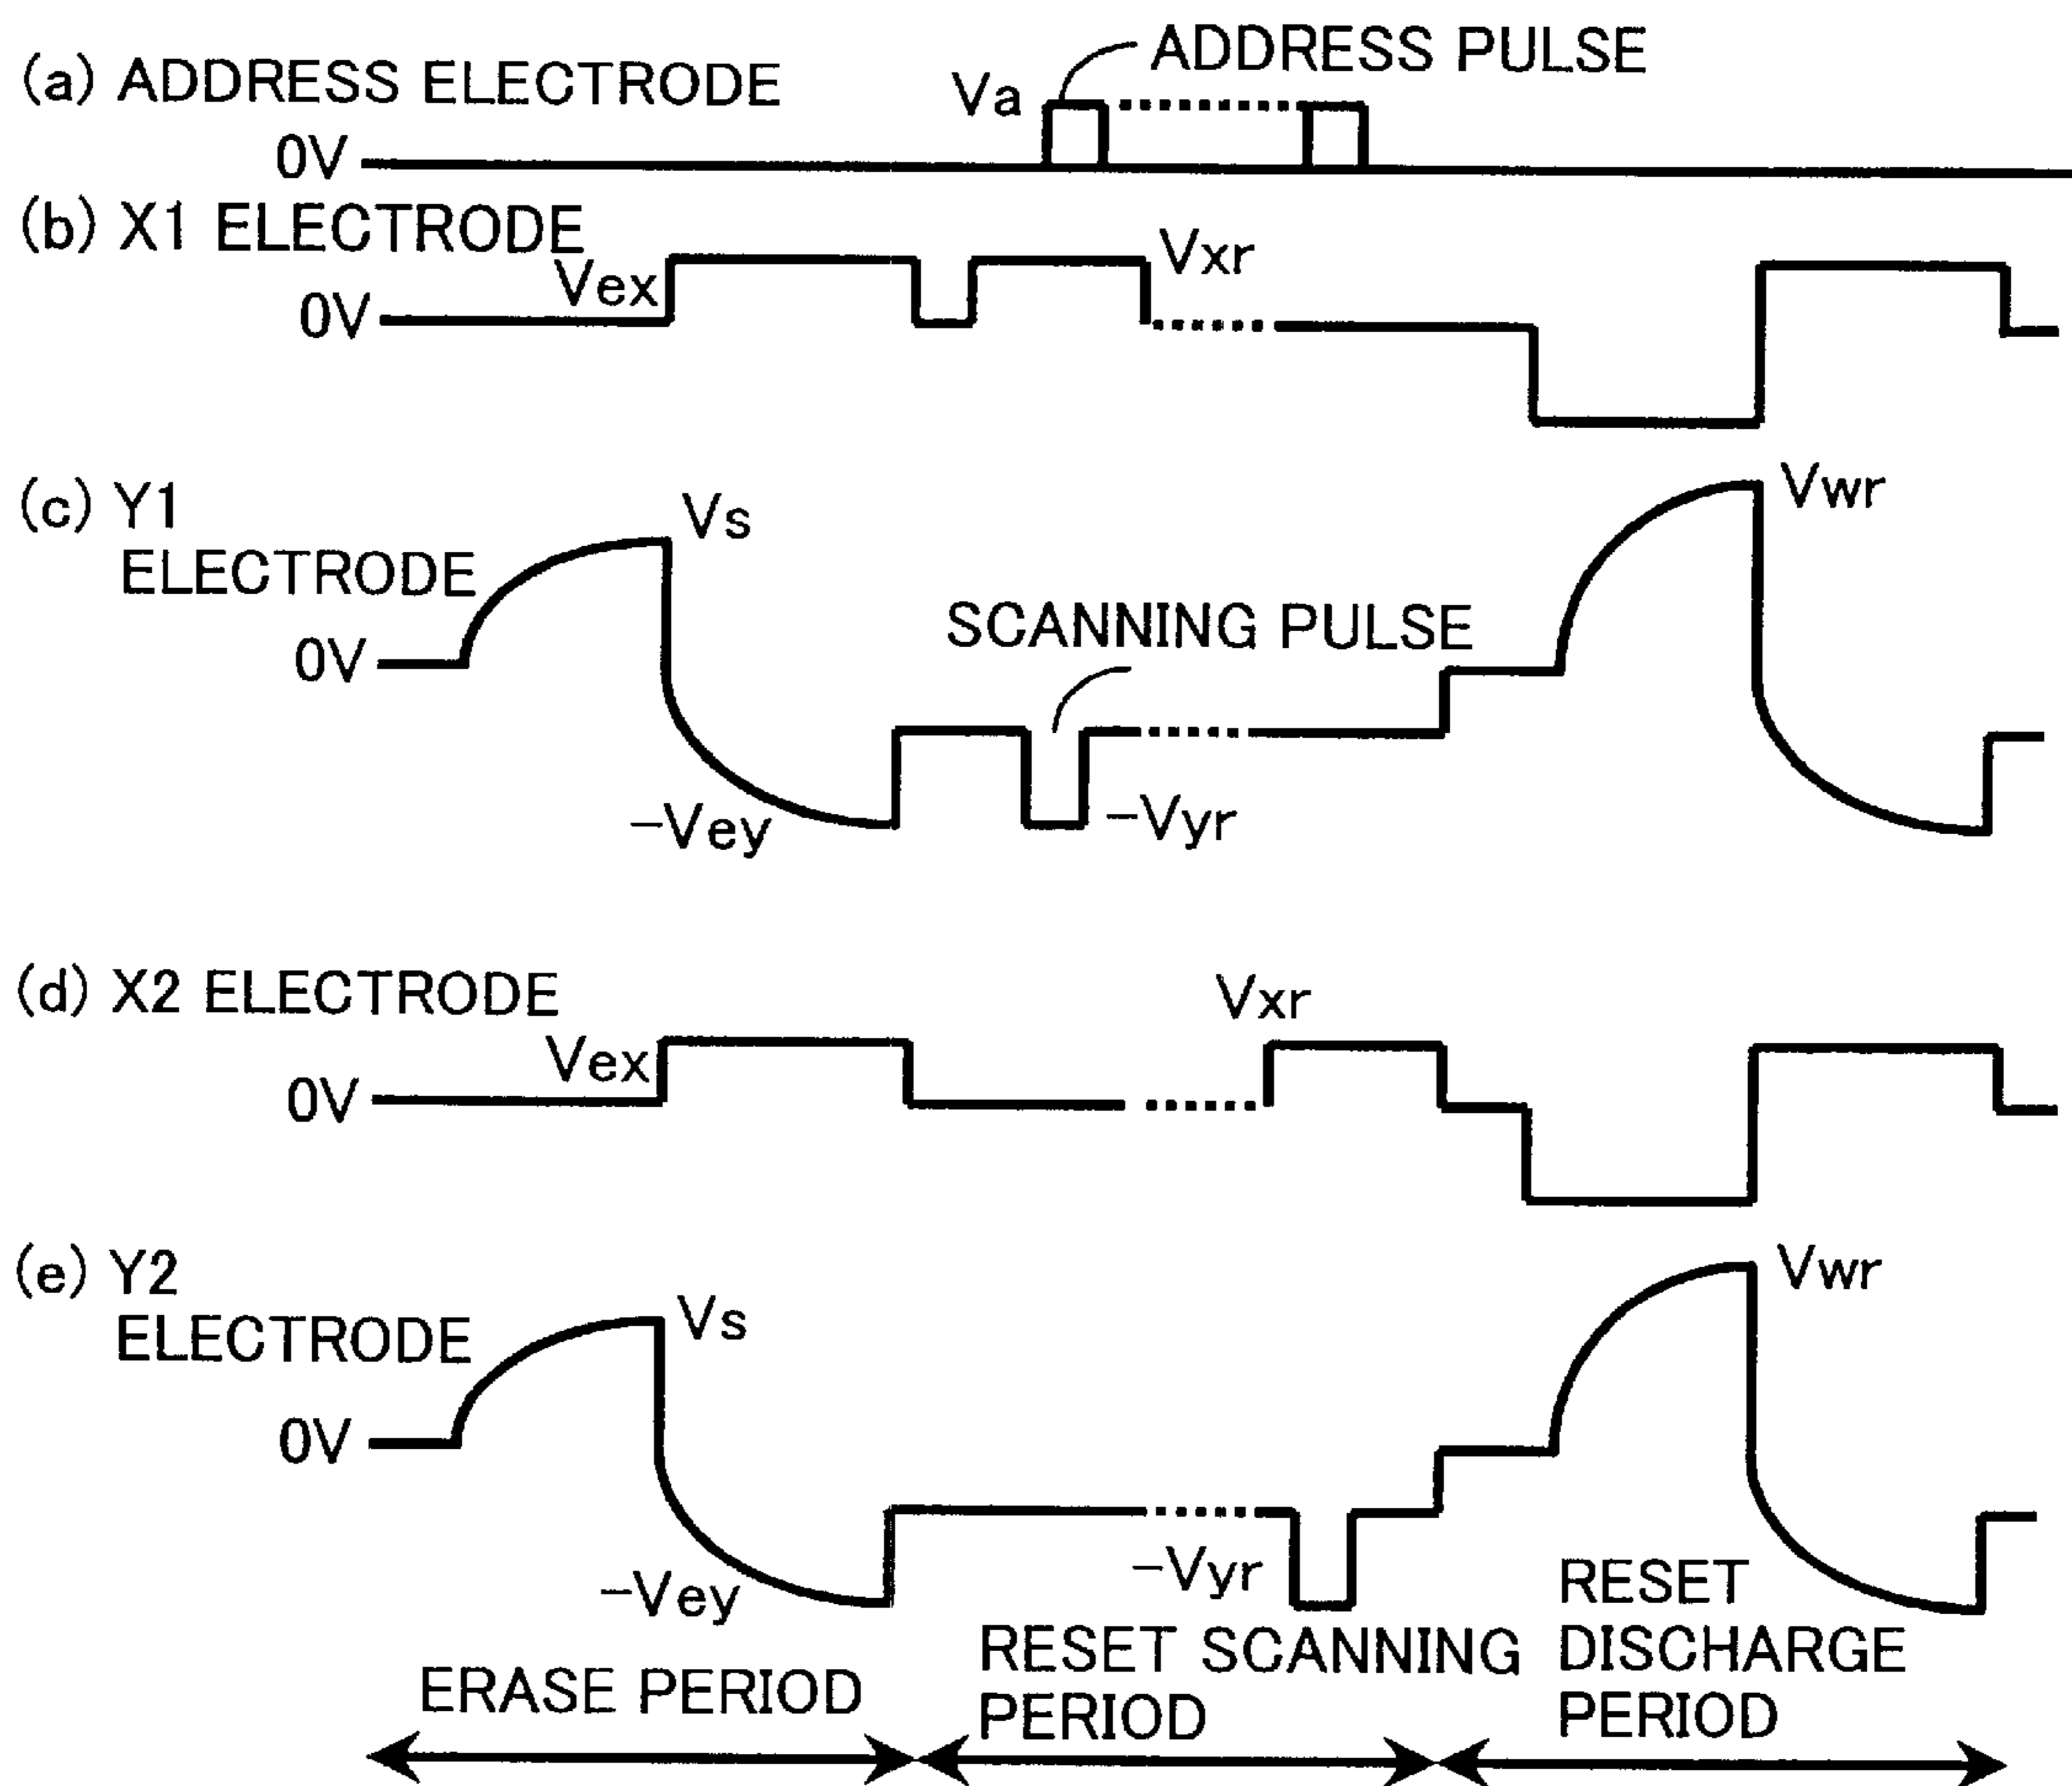 (a) ADDRESS ELECTRODE
ADDRESS PULSE
Va
0V
(b) X1 ELECTRODE
Vex
Vxr
0V
(c) Y1
ELECTRODE
Vs
Vwr
SCANNING PULSE
0V
-Vey
-Vyr
(d) X2 ELECTRODE
Vxr
Vex
0V
(e) Y2
ELECTRODE
Vs
Vwr
0V
-Vey
-Vyr
ERASE PERIOD
RESET SCANNING
PERIOD
RESET
DISCHARGE
PERIOD